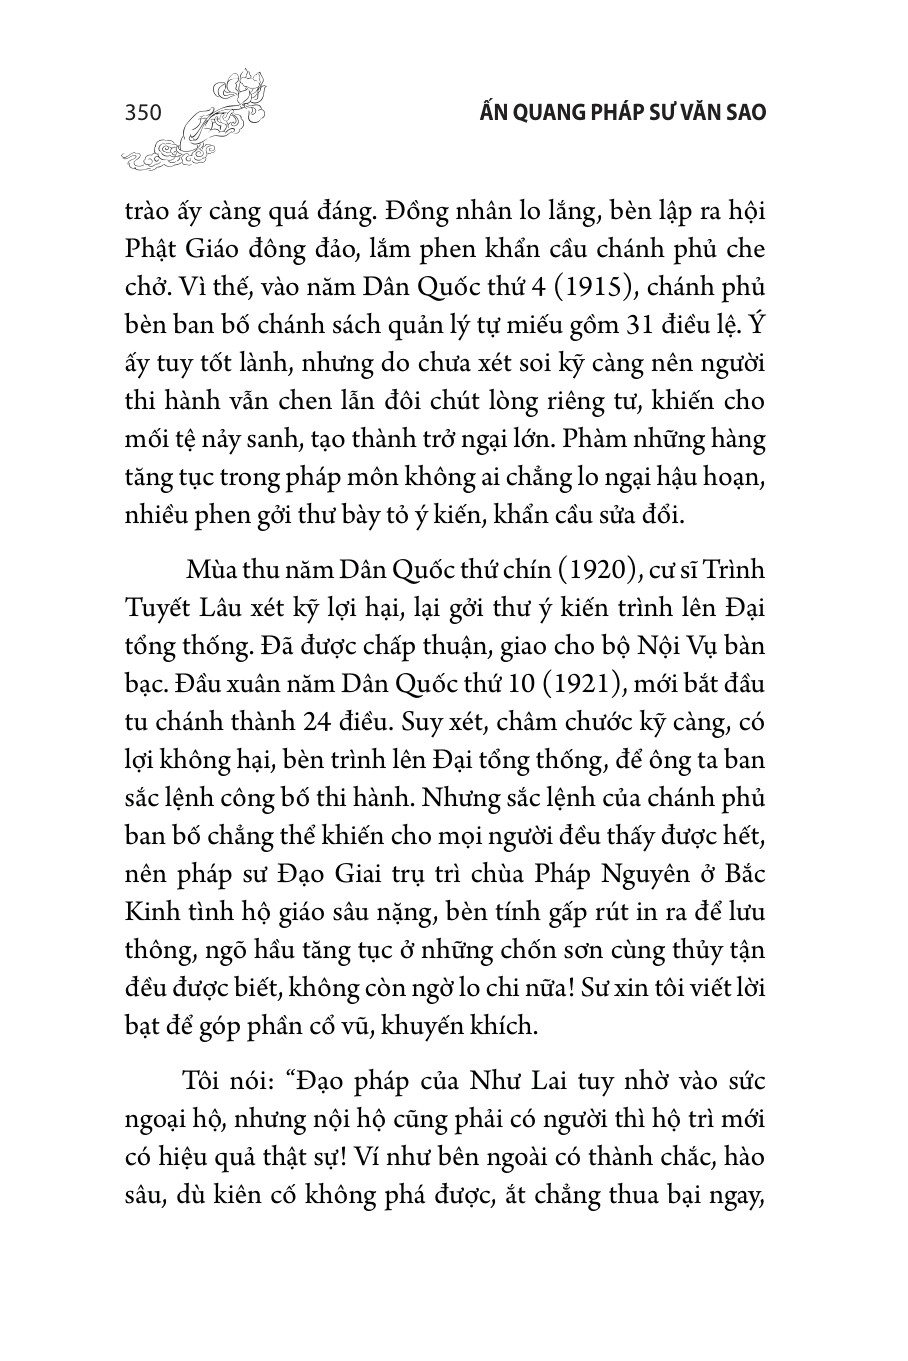 350
ẤN QUANG PHÁP SƯ VĂN SAO
trào ấy càng quá đáng. Đồng nhân lo lắng, bèn lập ra hội
Phật Giáo đông đảo, lắm phen khẩn cầu chánh phủ che
chở. Vì thế, vào năm Dân Quốc thứ 4 (1915), chánh phủ
bèn ban bố chánh sách quản lý tự miếu gồm 31 điều lệ. Ý
ấy tuy tốt lành, nhưng do chưa xét soi kỹ càng nên người
thi hành vẫn chen lẫn đôi chút lòng riêng tư, khiến cho
mối tệ nảy sanh, tạo thành trở ngại lớn. Phàm những hàng
tăng tục trong pháp môn không ai chẳng lo ngại hậu hoạn,
nhiều phen gởi thư bày tỏ ý kiến, khẩn cầu sửa đổi.
Mùa thu năm Dân Quốc thứ chín (1920), cư sĩ Trình
Tuyết Lâu xét kỹ lợi hại, lại gởi thư ý kiến trình lên Đại
tổng thống. Đã được chấp thuận, giao cho bộ Nội Vụ bàn
bạc. Đầu xuân năm Dân Quốc thứ 10 (1921), mới bắt đầu
tu chánh thành 24 điều. Suy xét, châm chước kỹ càng, có
lợi không hại, bèn trình lên Đại tổng thống, để ông ta ban
sắc lệnh công bố thi hành. Nhưng sắc lệnh của chánh phủ
ban bố chẳng thể khiến cho mọi người đều thấy được hết,
nên pháp sư Đạo Giai trụ trì chùa Pháp Nguyên ở Bắc
Kinh tình hộ giáo sâu nặng, bèn tính gấp rút in ra để lưu
thông, ngõ hầu tăng tục ở những chốn sơn cùng thủy tận
đều được biết, không còn ngờ lo chi nữa! Sư xin tôi viết lời
bạt để góp phần cổ vũ, khuyến khích.
Tôi nói: “Đạo pháp của Như Lai tuy nhờ vào sức
ngoại hộ, nhưng nội hộ cũng phải có người thì hộ trì mới
có hiệu quả thật sự! Ví như bên ngoài có thành chắc, hào
sâu, dù kiên cố không phá được, ắt chẳng thua bại ngay,